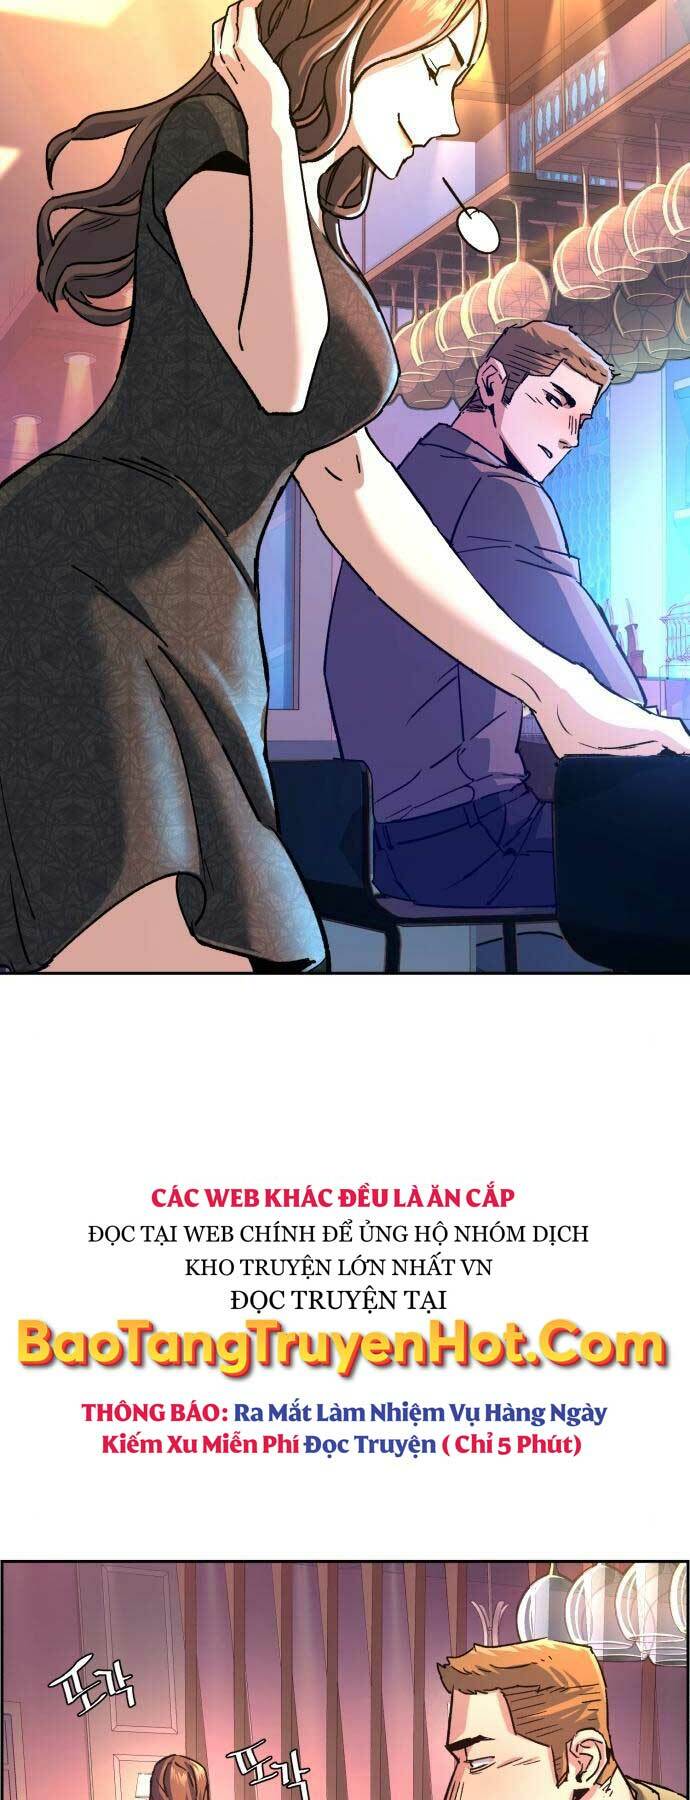 CÁC WEB KHÁC ĐỀU LÀ ĂN CẮP
ĐỌC TẠI WEB CHÍNH ĐỂ ỦNG HỘ NHÓM DỊCH
KHO TRUYỆN LỚN NHẤT VN
ĐỌC TRUYỆN TẠI
BaoTangTruyenHot.Com
THÔNG BÁO: Ra Mắt Làm Nhiệm Vụ Hàng Ngày
Kiếm Xu Miễn Phí Đọc Truyện ( Chỉ 5 Phút)
또각
또각